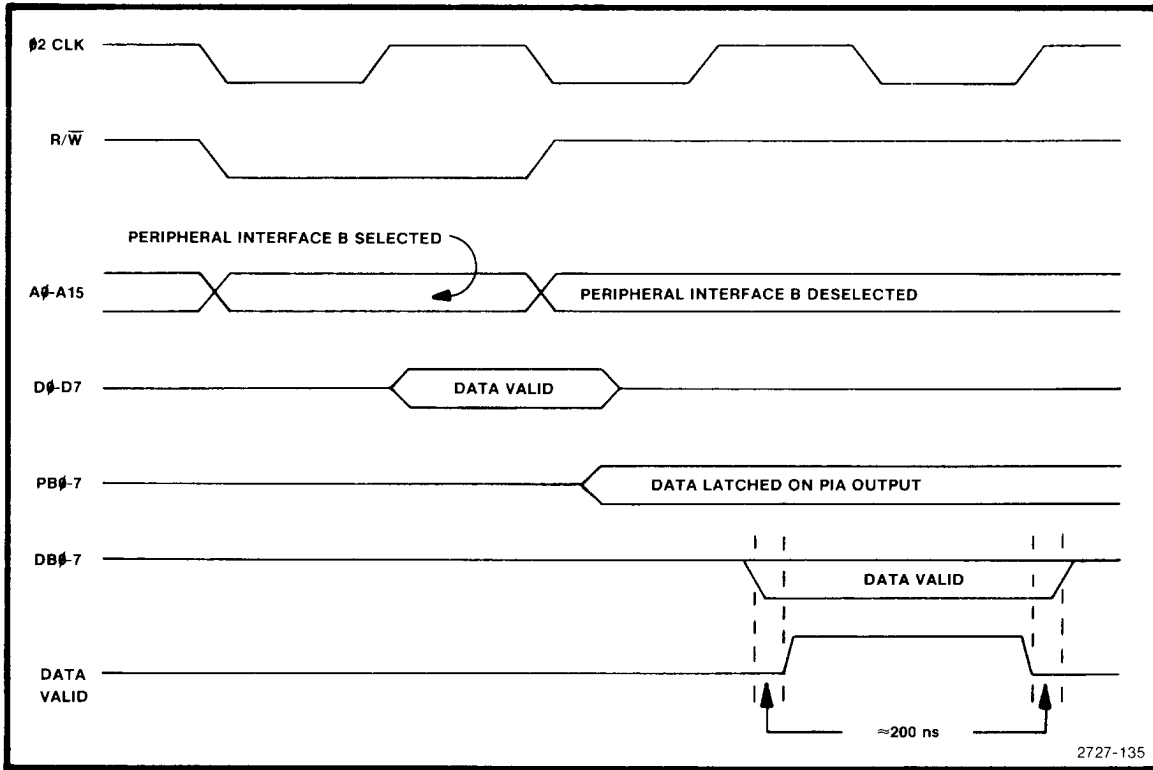 φ2 CLK
R/W̅
PERIPHERAL INTERFACE B SELECTED
Aφ-A15
PERIPHERAL INTERFACE B DESELECTED
Dφ-D7
DATA VALID
PBφ-7
DATA LATCHED ON PIA OUTPUT
DBφ-7
DATA VALID
DATA
VALID
≈200 ns
2727-135